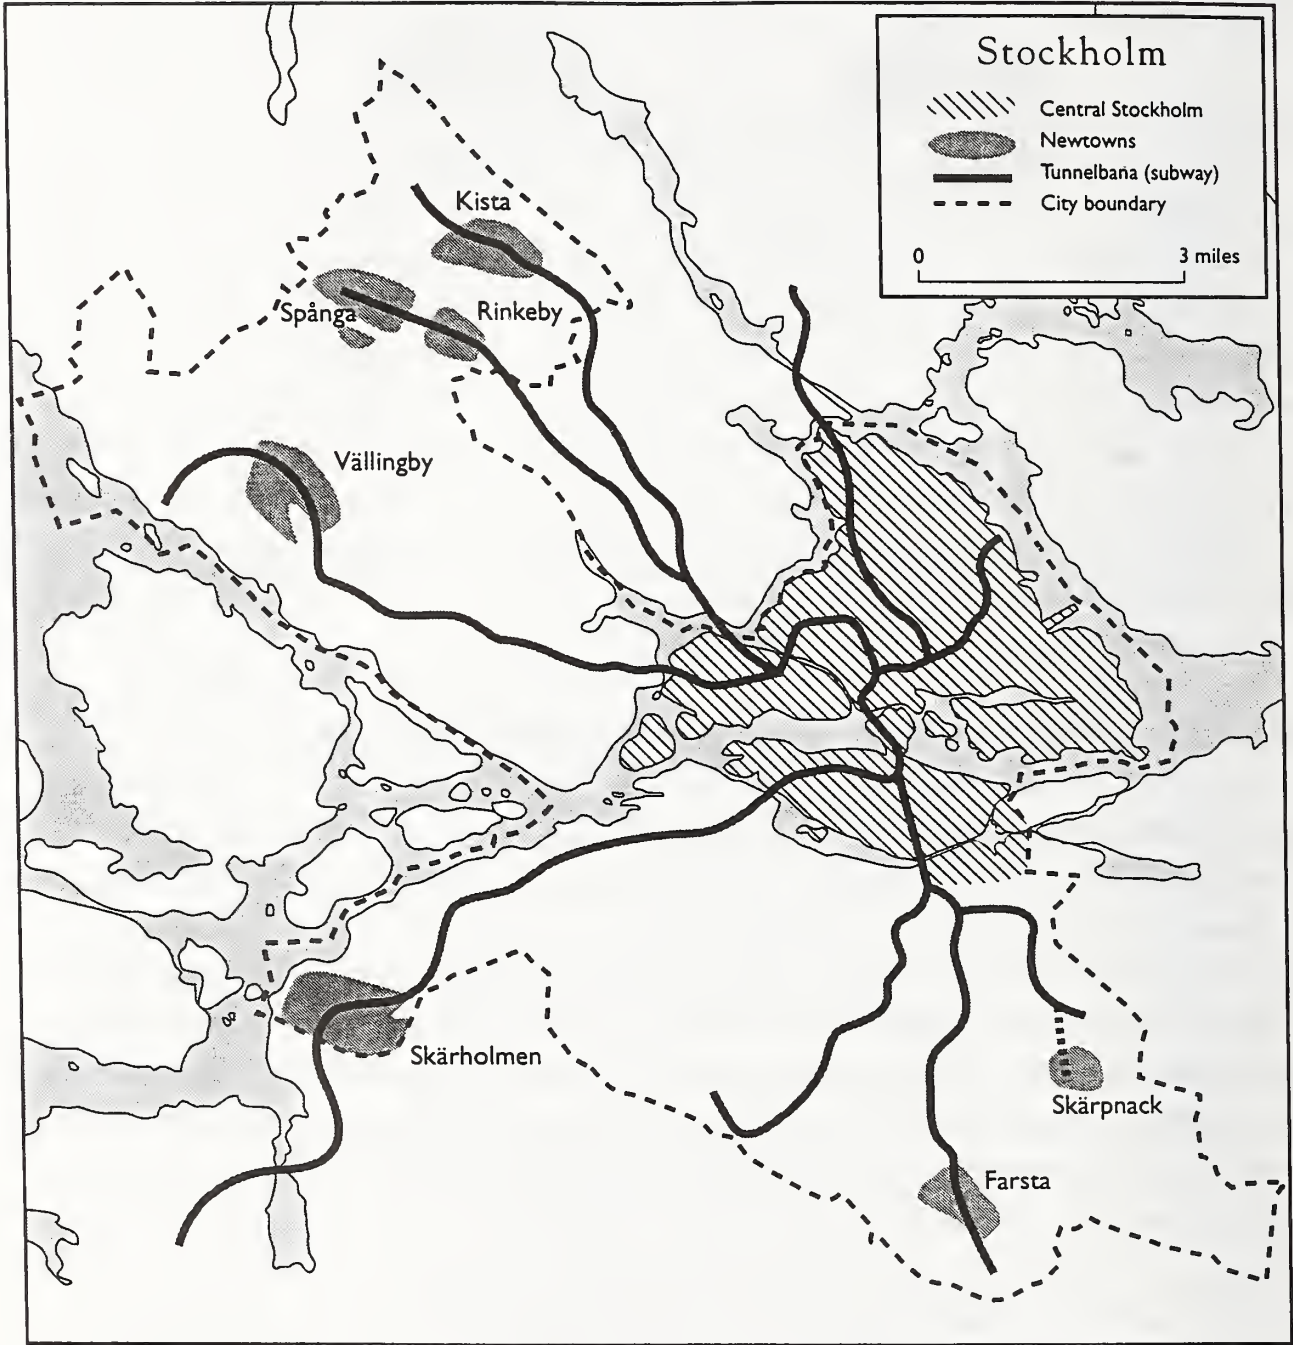 Stockholm
Central Stockholm
Newtowns
Tunnelbana (subway)
City boundary
0 3 miles
Kista
Spånga
Rinkeby
Vällingby
Skärholmen
Skärpnack
Farsta